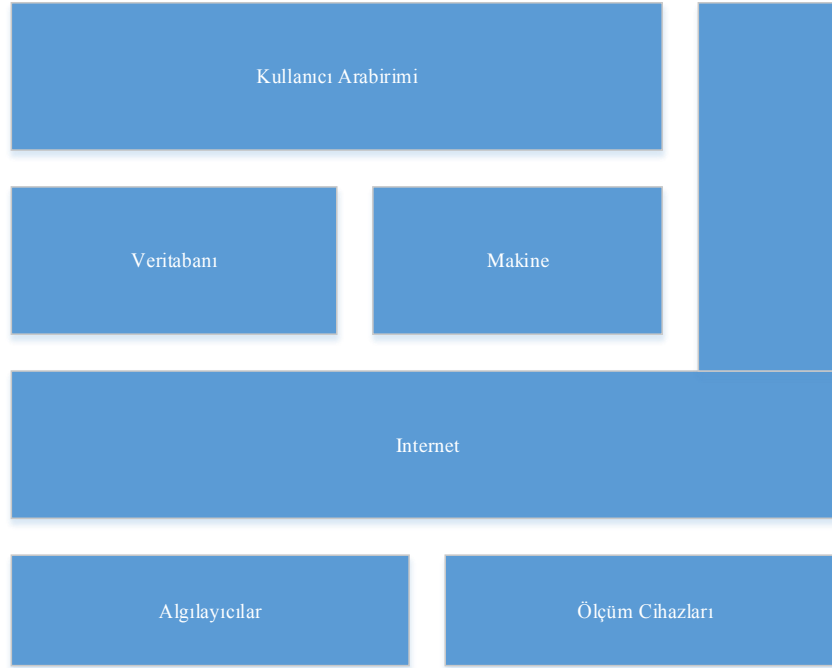 Kullanıcı Arabirimi
Veritabanı
Makine
Internet
Algılayıcılar
Ölçüm Cihazları